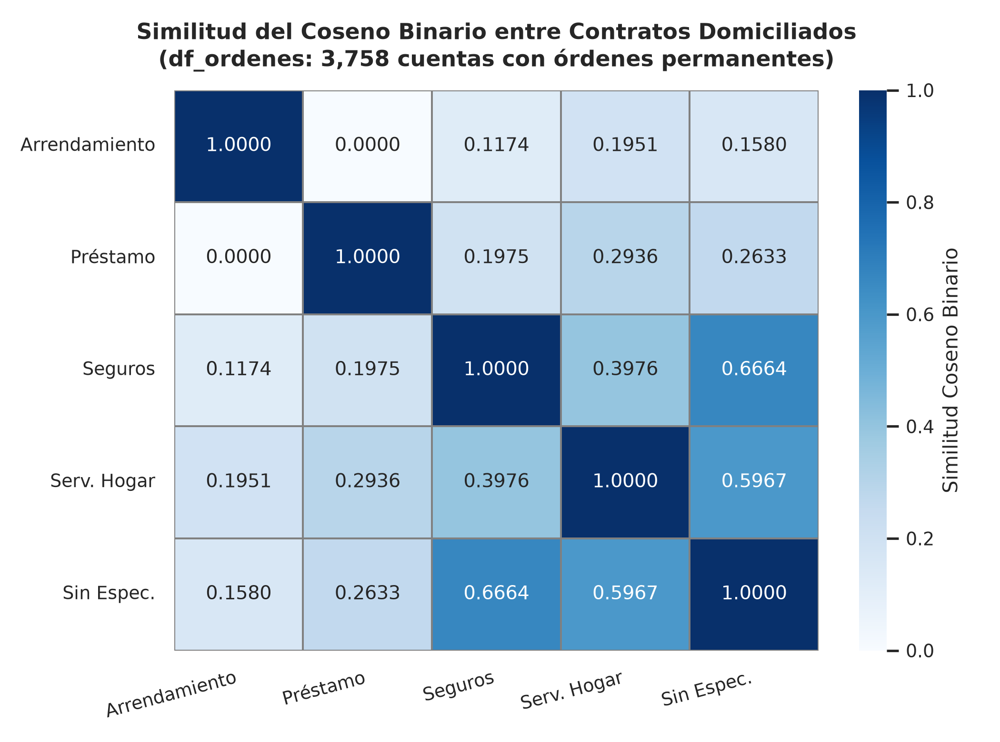 Similitud del Coseno Binario entre Contratos Domiciliados
(df_ordenes: 3,758 cuentas con órdenes permanentes)
Arrendamiento 1.0000 0.0000 0.1174 0.1951 0.1580
Préstamo 0.0000 1.0000 0.1975 0.2936 0.2633
Seguros 0.1174 0.1975 1.0000 0.3976 0.6664
Serv. Hogar 0.1951 0.2936 0.3976 1.0000 0.5967
Sin Espec. 0.1580 0.2633 0.6664 0.5967 1.0000
Arrendamiento Préstamo Seguros Serv. Hogar Sin Espec.
1.0
0.8
0.6
0.4
0.2
0.0
Similitud Coseno Binario